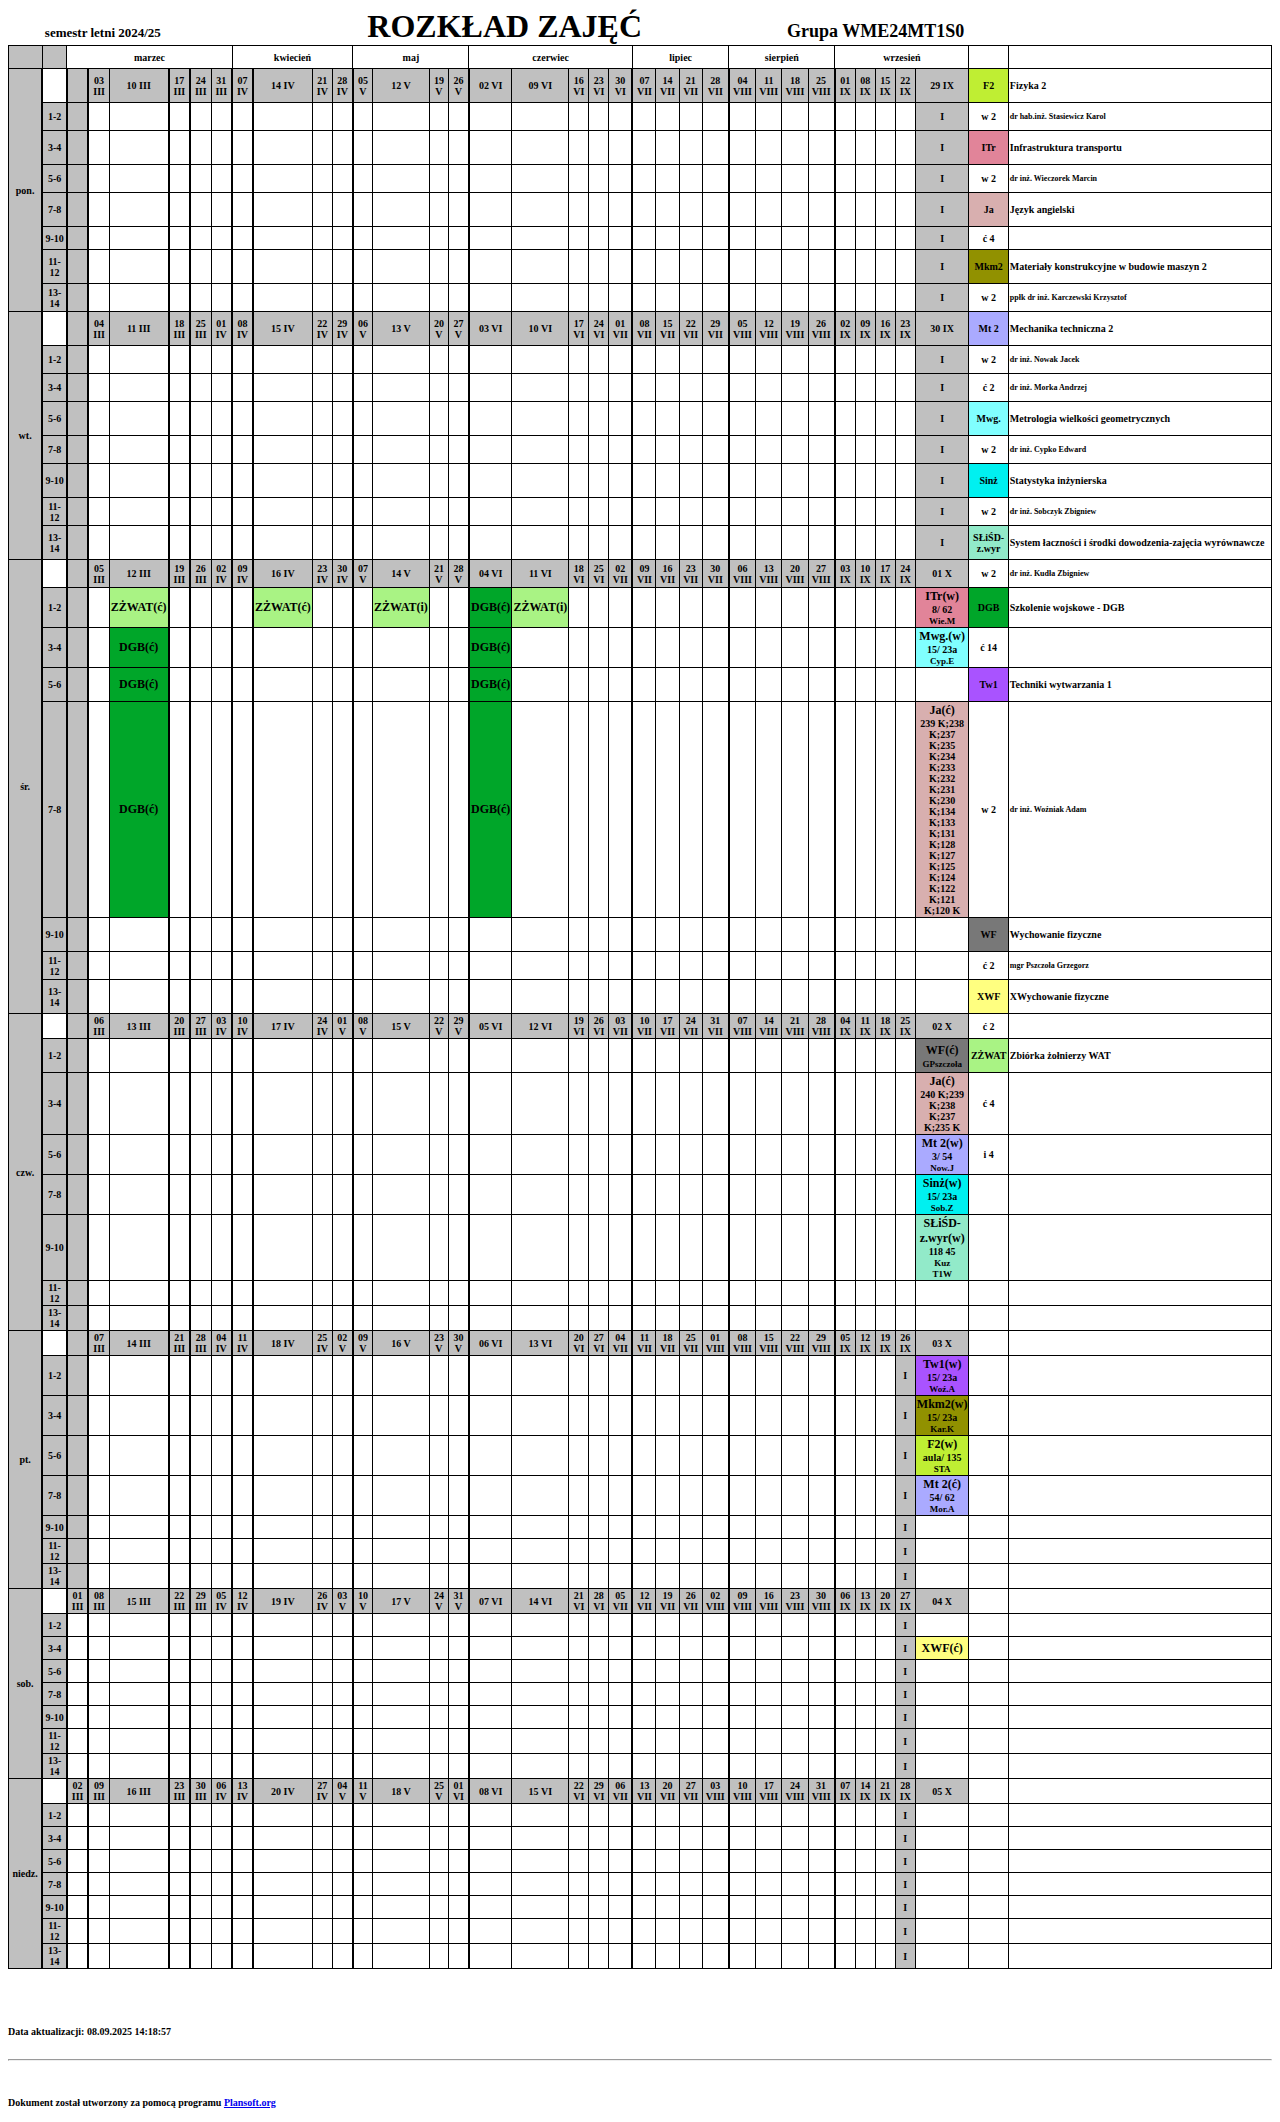 semestr letni 2024/25 ROZKŁAD ZAJĘĆ Grupa WME24MT1S0
marzec kwiecień maj czerwiec lipiec sierpień wrzesień
pon. 03 III 10 III 17 III 24 III 31 III 07 IV 14 IV 21 IV 28 IV 05 V 12 V 19 V 26 V 02 VI 09 VI 16 VI 23 VI 30 VI 07 VII 14 VII 21 VII 28 VII 04 VIII 11 VIII 18 VIII 25 VIII 01 IX 08 IX 15 IX 22 IX 29 IX F2 Fizyka 2
1-2 I w 2 dr hab.inż. Stasiewicz Karol
3-4 I ITr Infrastruktura transportu
5-6 I w 2 dr inż. Wieczorek Marcin
7-8 I Ja Język angielski
9-10 I ć 4
11-12 I Mkm2 Materiały konstrukcyjne w budowie maszyn 2
13-14 I w 2 ppłk dr inż. Karczewski Krzysztof
wt. 04 III 11 III 18 III 25 III 01 IV 08 IV 15 IV 22 IV 29 IV 06 V 13 V 20 V 27 V 03 VI 10 VI 17 VI 24 VI 01 VII 08 VII 15 VII 22 VII 29 VII 05 VIII 12 VIII 19 VIII 26 VIII 02 IX 09 IX 16 IX 23 IX 30 IX Mt 2 Mechanika techniczna 2
1-2 I w 2 dr inż. Nowak Jacek
3-4 I ć 2 dr inż. Morka Andrzej
5-6 I Mwg. Metrologia wielkości geometrycznych
7-8 I w 2 dr inż. Cypko Edward
9-10 I Sinż Statystyka inżynierska
11-12 I w 2 dr inż. Sobczyk Zbigniew
13-14 I SŁiŚD-z.wyr System łaczności i środki dowodzenia-zajęcia wyrównawcze
śr. 05 III 12 III 19 III 26 III 02 IV 09 IV 16 IV 23 IV 30 IV 07 V 14 V 21 V 28 V 04 VI 11 VI 18 VI 25 VI 02 VII 09 VII 16 VII 23 VII 30 VII 06 VIII 13 VIII 20 VIII 27 VIII 03 IX 10 IX 17 IX 24 IX 01 X w 2 dr inż. Kudła Zbigniew
1-2 ZŻWAT(ć) ZŻWAT(ć) ZŻWAT(i) DGB(ć) ZŻWAT(i) ITr(w) 8/ 62 Wie.M DGB Szkolenie wojskowe - DGB
3-4 DGB(ć) DGB(ć) Mwg.(w) 15/ 23a Cyp.E ć 14
5-6 DGB(ć) DGB(ć) Tw1 Techniki wytwarzania 1
7-8 DGB(ć) DGB(ć) Ja(ć) 239 K;238 K;237 K;235 K;234 K;233 K;232 K;231 K;230 K;134 K;133 K;131 K;128 K;127 K;125 K;124 K;122 K;121 K;120 K w 2 dr inż. Woźniak Adam
9-10 WF Wychowanie fizyczne
11-12 ć 2 mgr Pszczoła Grzegorz
13-14 XWF XWychowanie fizyczne
czw. 06 III 13 III 20 III 27 III 03 IV 10 IV 17 IV 24 IV 01 V 08 V 15 V 22 V 29 V 05 VI 12 VI 19 VI 26 VI 03 VII 10 VII 17 VII 24 VII 31 VII 07 VIII 14 VIII 21 VIII 28 VIII 04 IX 11 IX 18 IX 25 IX 02 X ć 2
1-2 WF(ć) GPszczoła ZŻWAT Zbiórka żołnierzy WAT
3-4 Ja(ć) 240 K;239 K;238 K;237 K;235 K ć 4
5-6 Mt 2(w) 3/ 54 Now.J i 4
7-8 Sinż(w) 15/ 23a Sob.Z
9-10 SŁiŚD-z.wyr(w) 118 45 Kuz T1W
11-12
13-14
pt. 07 III 14 III 21 III 28 III 04 IV 11 IV 18 IV 25 IV 02 V 09 V 16 V 23 V 30 V 06 VI 13 VI 20 VI 27 VI 04 VII 11 VII 18 VII 25 VII 01 VIII 08 VIII 15 VIII 22 VIII 29 VIII 05 IX 12 IX 19 IX 26 IX 03 X
1-2 I Tw1(w) 15/ 23a Woź.A
3-4 I Mkm2(w) 15/ 23a Kar.K
5-6 I F2(w) aula/ 135 STA
7-8 I Mt 2(ć) 54/ 62 Mor.A
9-10 I
11-12 I
13-14 I
sob. 01 III 08 III 15 III 22 III 29 III 05 IV 12 IV 19 IV 26 IV 03 V 10 V 17 V 24 V 31 V 07 VI 14 VI 21 VI 28 VI 05 VII 12 VII 19 VII 26 VII 02 VIII 09 VIII 16 VIII 23 VIII 30 VIII 06 IX 13 IX 20 IX 27 IX 04 X
1-2 I
3-4 I XWF(ć)
5-6 I
7-8 I
9-10 I
11-12 I
13-14 I
niedz. 02 III 09 III 16 III 23 III 30 III 06 IV 13 IV 20 IV 27 IV 04 V 11 V 18 V 25 V 01 VI 08 VI 15 VI 22 VI 29 VI 06 VII 13 VII 20 VII 27 VII 03 VIII 10 VIII 17 VIII 24 VIII 31 VIII 07 IX 14 IX 21 IX 28 IX 05 X
1-2 I
3-4 I
5-6 I
7-8 I
9-10 I
11-12 I
13-14 I
Data aktualizacji: 08.09.2025 14:18:57
Dokument został utworzony za pomocą programu Plansoft.org